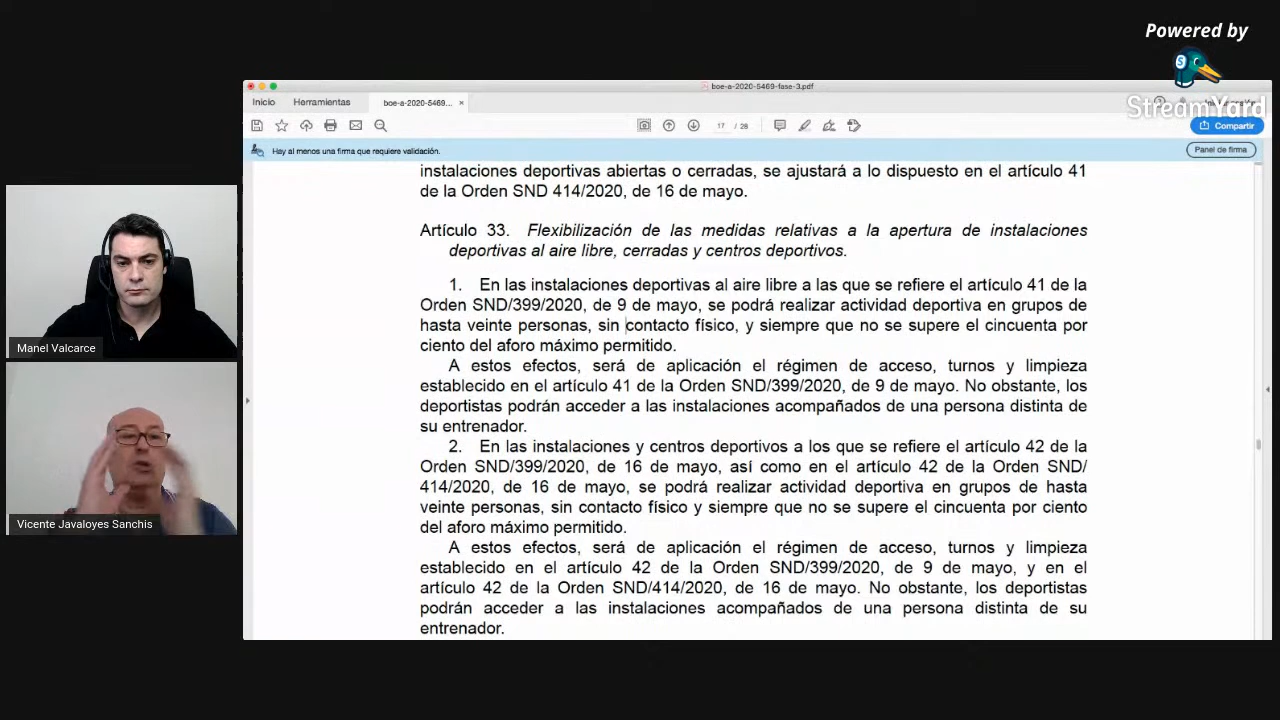 Powered by
StreamYard
boe-a-2020-5469-fase-3.pdf
Inicio
Herramientas
boe-a-2020-5469... ×
17 / 28
Compartir
Hay al menos una firma que requiere validación.
Panel de firma
instalaciones deportivas abiertas o cerradas, se ajustará a lo dispuesto en el artículo 41
de la Orden SND 414/2020, de 16 de mayo.
Artículo 33. Flexibilización de las medidas relativas a la apertura de instalaciones
deportivas al aire libre, cerradas y centros deportivos.
1. En las instalaciones deportivas al aire libre a las que se refiere el artículo 41 de la
Orden SND/399/2020, de 9 de mayo, se podrá realizar actividad deportiva en grupos de
hasta veinte personas, sin contacto físico, y siempre que no se supere el cincuenta por
ciento del aforo máximo permitido.
A estos efectos, será de aplicación el régimen de acceso, turnos y limpieza
establecido en el artículo 41 de la Orden SND/399/2020, de 9 de mayo. No obstante, los
deportistas podrán acceder a las instalaciones acompañados de una persona distinta de
su entrenador.
2. En las instalaciones y centros deportivos a los que se refiere el artículo 42 de la
Orden SND/399/2020, de 16 de mayo, así como en el artículo 42 de la Orden SND/
414/2020, de 16 de mayo, se podrá realizar actividad deportiva en grupos de hasta
veinte personas, sin contacto físico y siempre que no se supere el cincuenta por ciento
del aforo máximo permitido.
A estos efectos, será de aplicación el régimen de acceso, turnos y limpieza
establecido en el artículo 42 de la Orden SND/399/2020, de 9 de mayo, y en el
artículo 42 de la Orden SND/414/2020, de 16 de mayo. No obstante, los deportistas
podrán acceder a las instalaciones acompañados de una persona distinta de su
entrenador.
Manel Valcarce
Vicente Javaloyes Sanchis